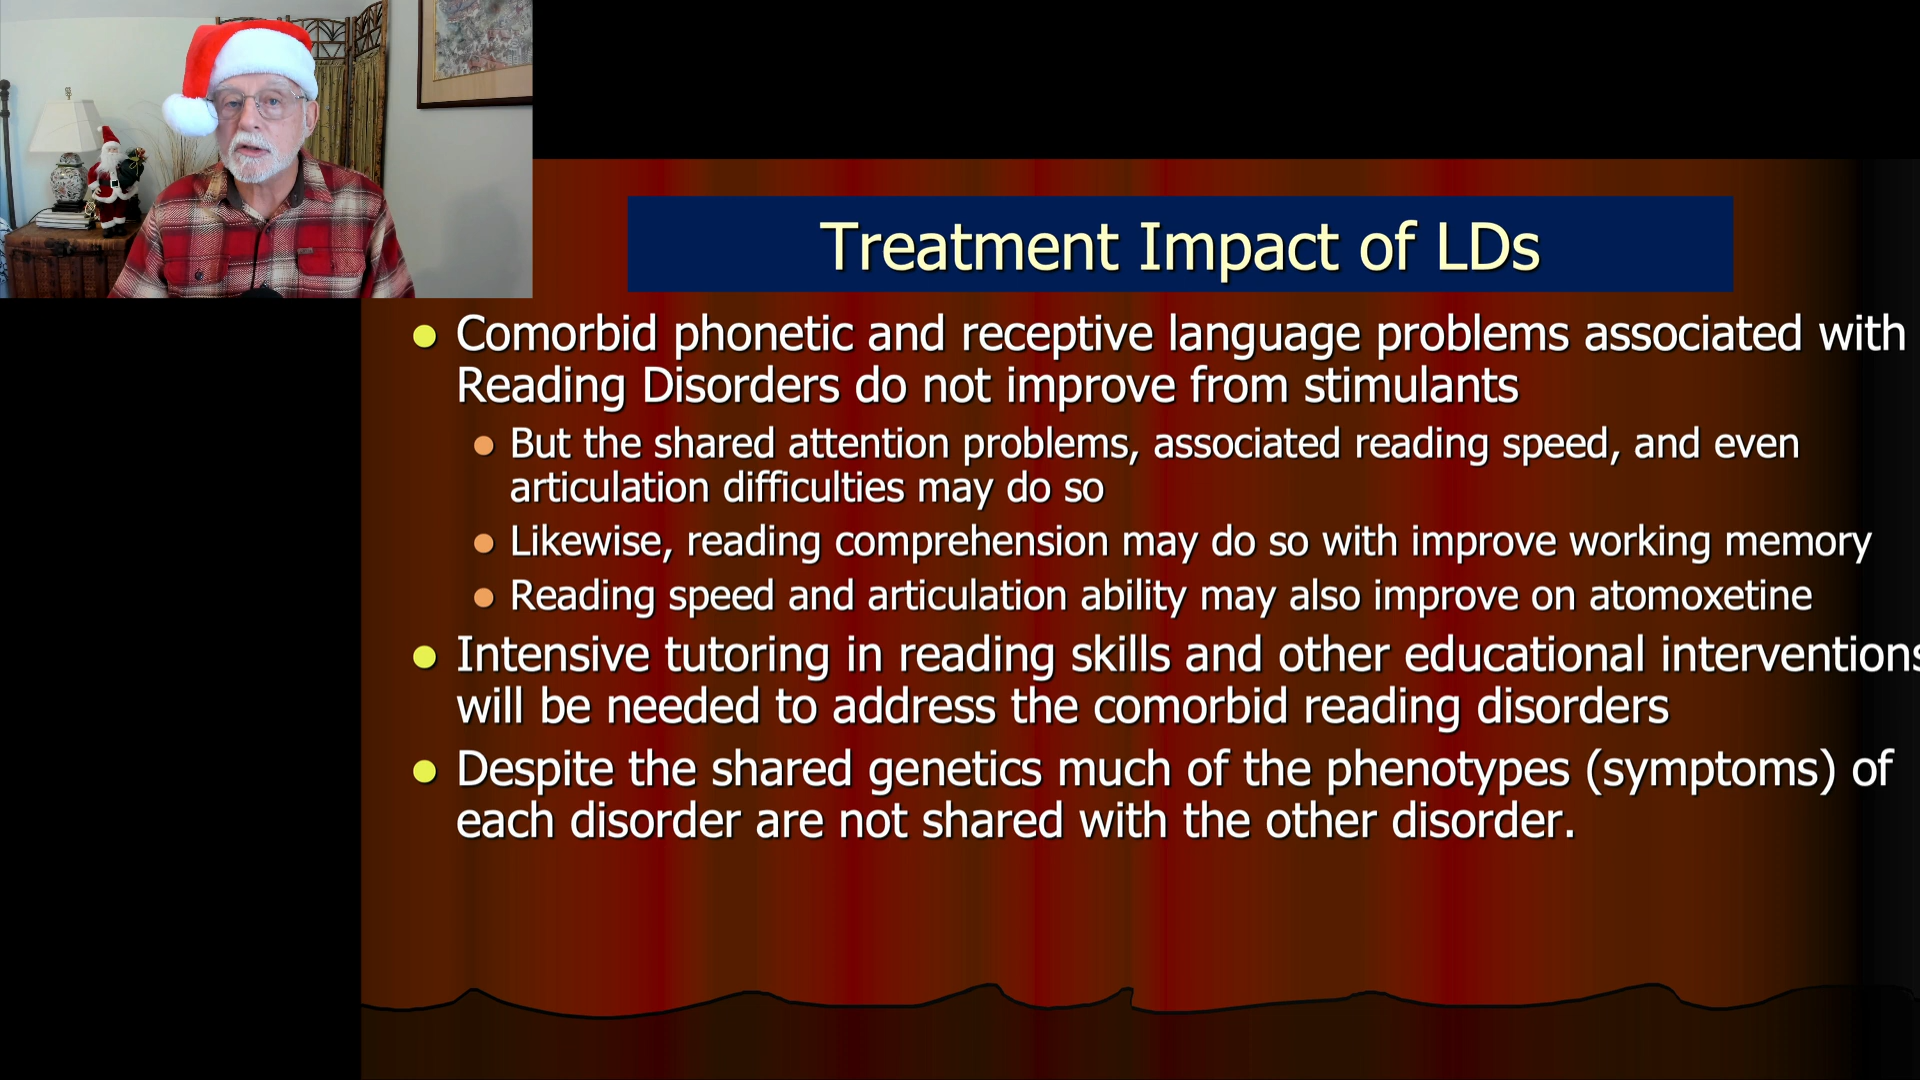 Treatment Impact of LDs
Comorbid phonetic and receptive language problems associated with
Reading Disorders do not improve from stimulants
But the shared attention problems, associated reading speed, and even
articulation difficulties may do so
Likewise, reading comprehension may do so with improve working memory
Reading speed and articulation ability may also improve on atomoxetine
Intensive tutoring in reading skills and other educational interventions
will be needed to address the comorbid reading disorders
Despite the shared genetics much of the phenotypes (symptoms) of
each disorder are not shared with the other disorder.